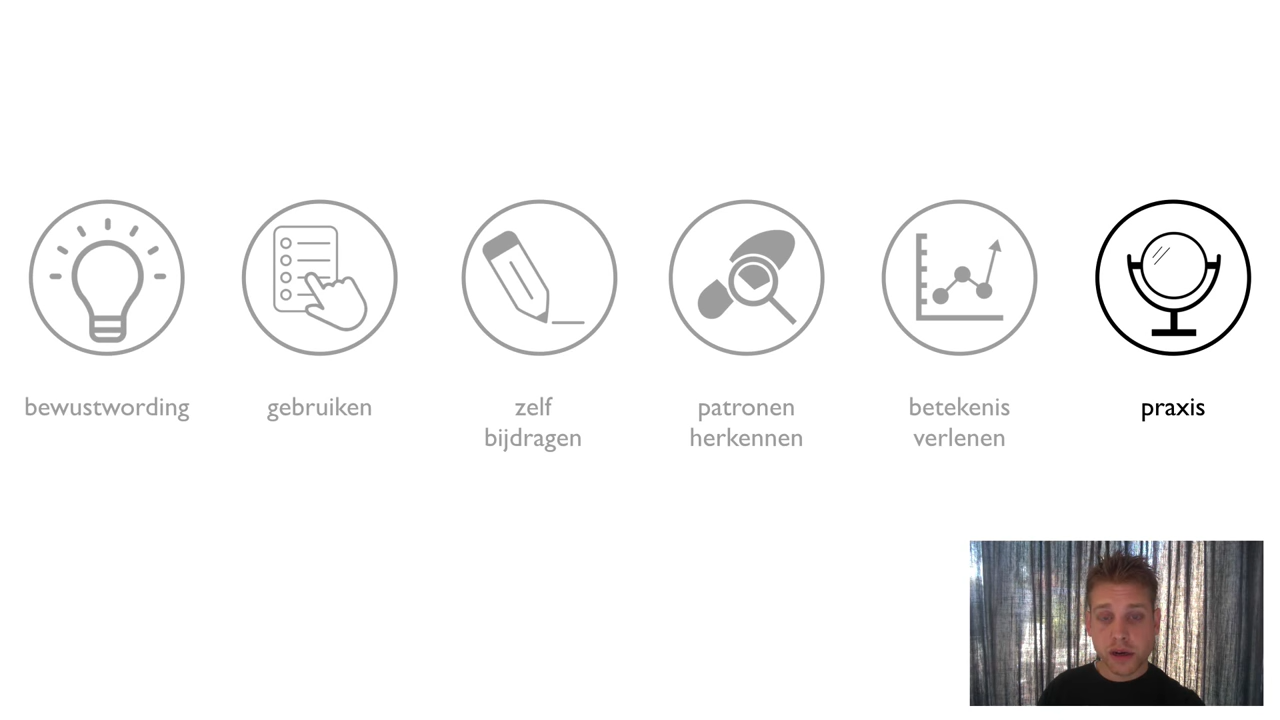 bewustwording
gebruiken
zelf
bijdragen
patronen
herkennen
betekenis
verlenen
praxis